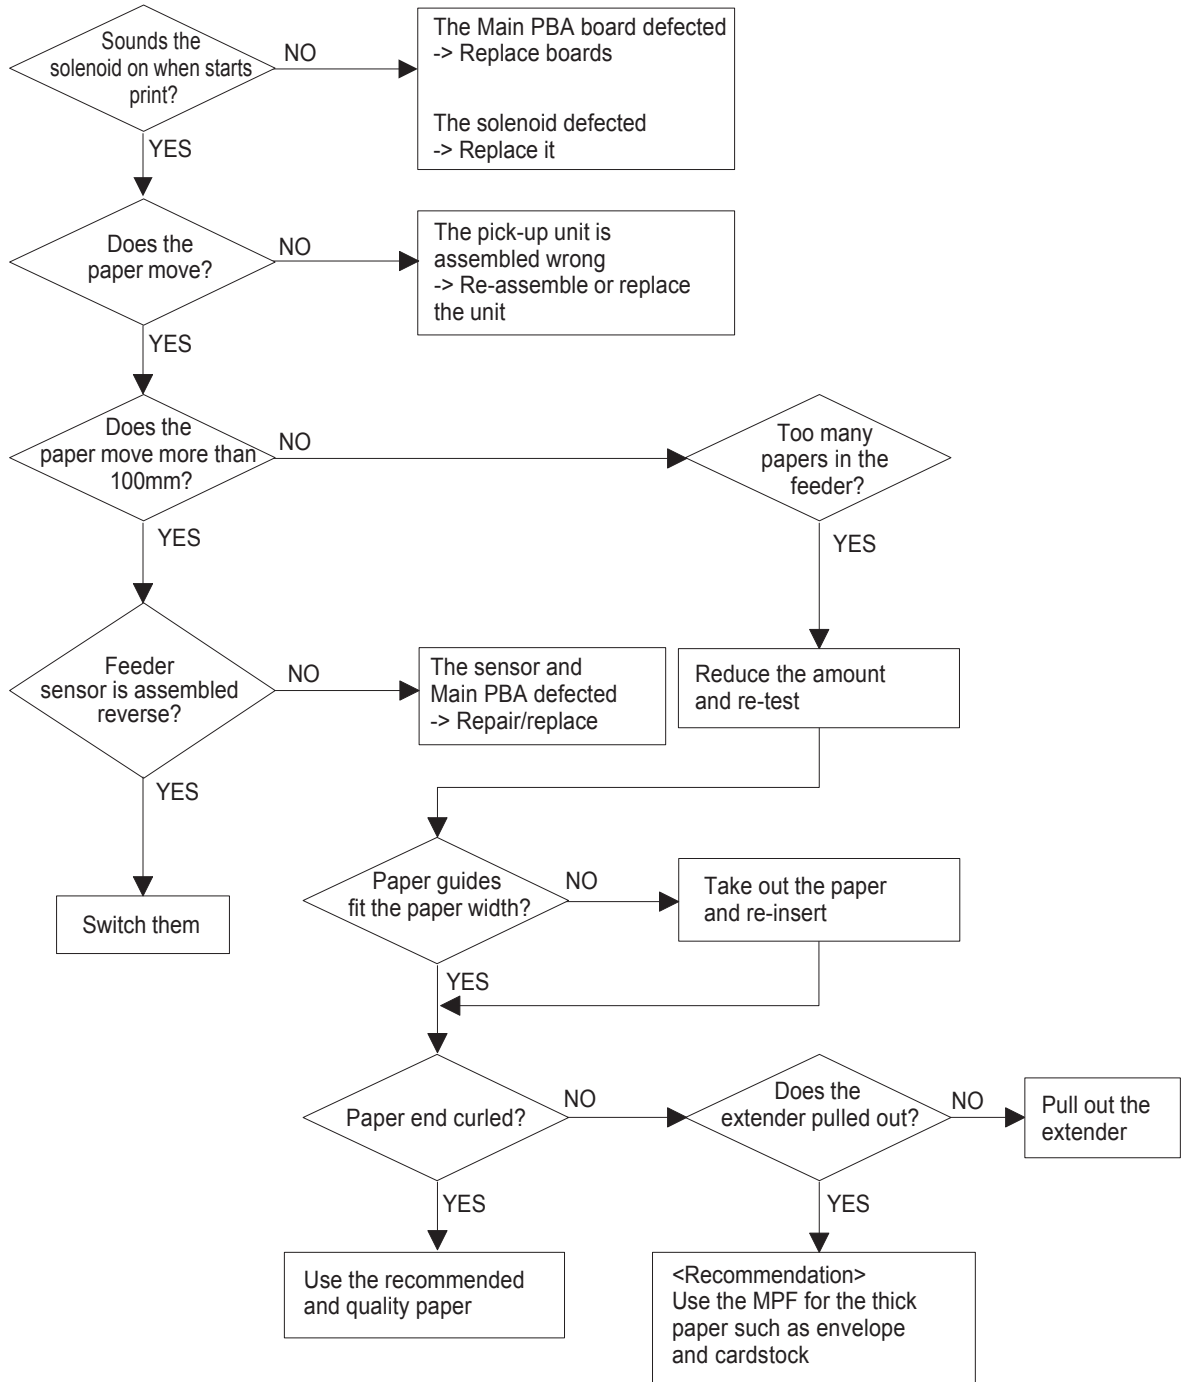 Sounds the
solenoid on when starts
print?
NO
The Main PBA board defected
-> Replace boards
The solenoid defected
-> Replace it
YES
Does the
paper move?
NO
The pick-up unit is
assembled wrong
-> Re-assemble or replace
the unit
YES
Does the
paper move more than
100mm?
NO
Too many
papers in the
feeder?
YES
YES
Feeder
sensor is assembled
reverse?
NO
The sensor and
Main PBA defected
-> Repair/replace
Reduce the amount
and re-test
YES
Switch them
Paper guides
fit the paper width?
NO
Take out the paper
and re-insert
YES
Paper end curled?
NO
Does the
extender pulled out?
NO
Pull out the
extender
YES
YES
Use the recommended
and quality paper
<Recommendation>
Use the MPF for the thick
paper such as envelope
and cardstock